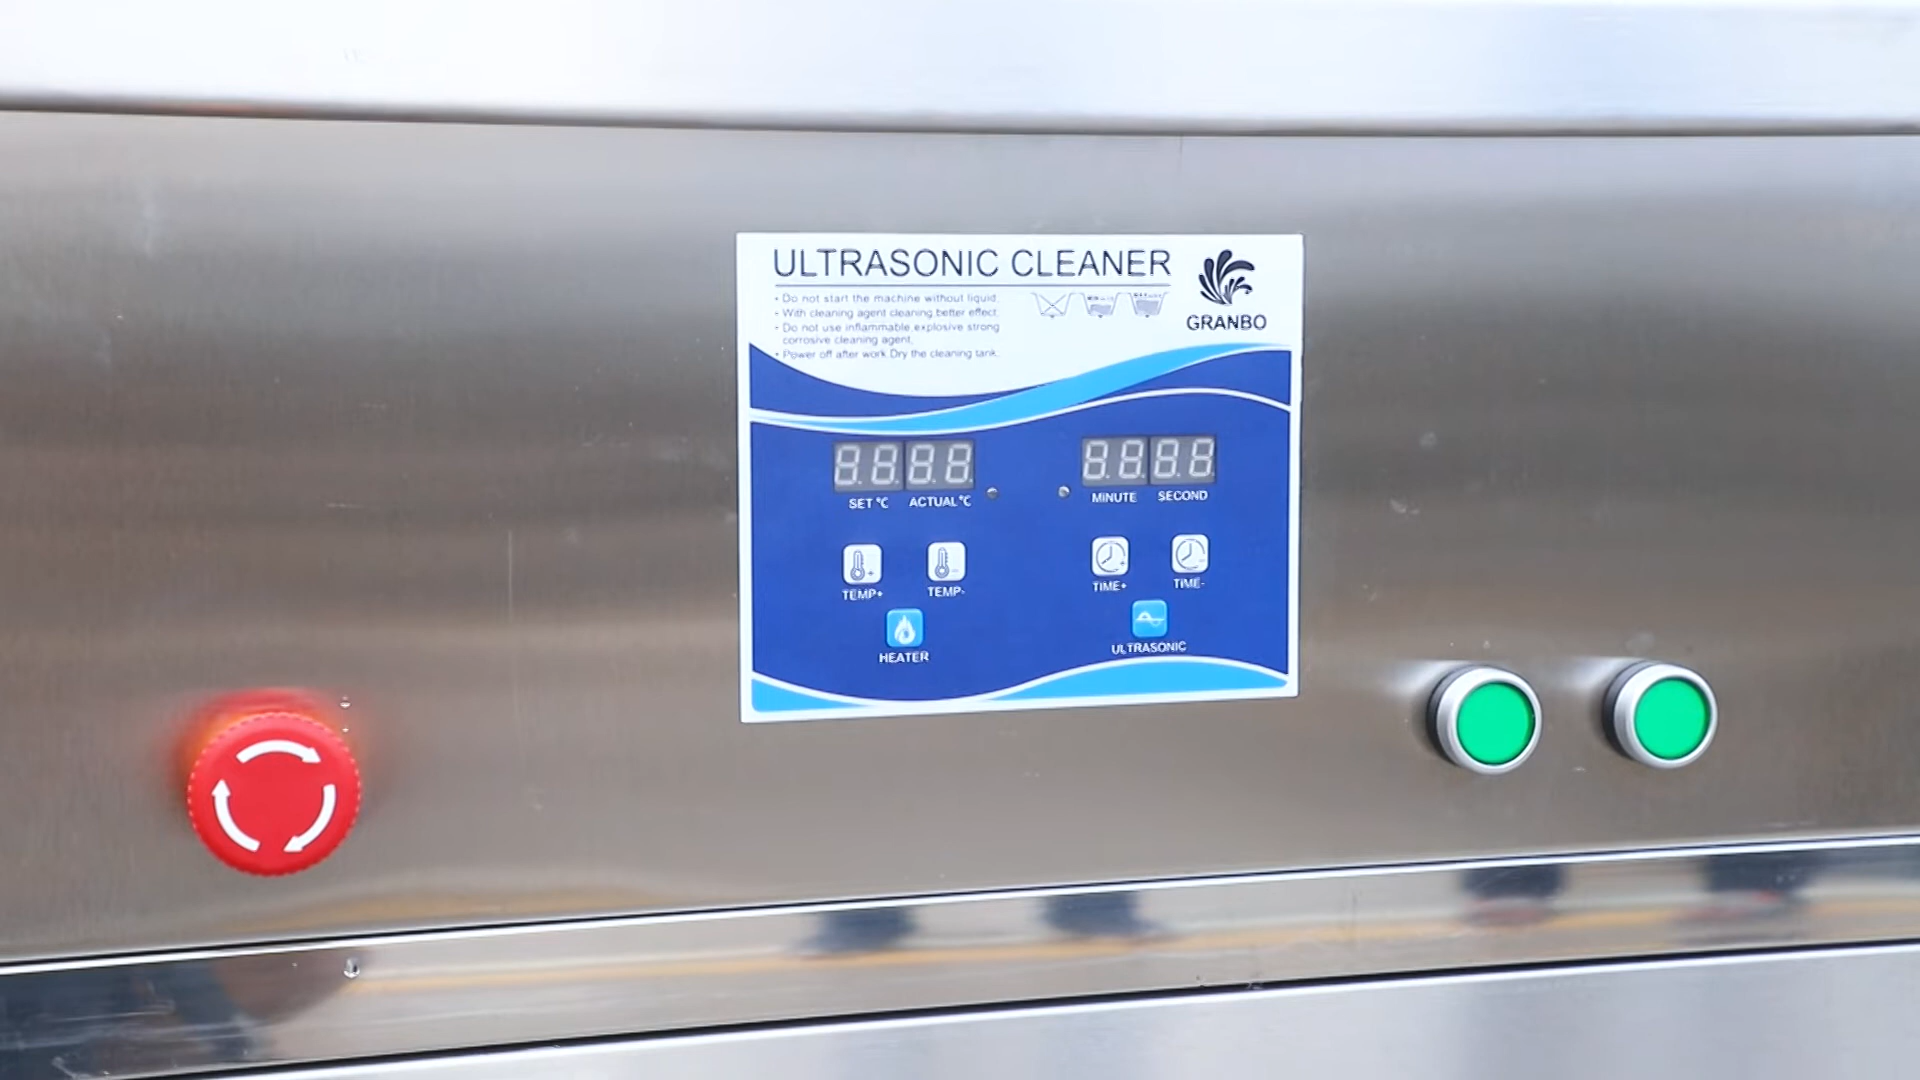 ULTRASONIC CLEANER
• Do not start the machine without liquid;
• With cleaning agent cleaning better effect;
• Do not use inflammable,explosive strong
corrosive cleaning agent,
• Power off after work.Dry the cleaning tank.
GRANBO
SET °C ACTUAL °C
MINUTE SECOND
TEMP+ TEMP-
TIME+ TIME-
HEATER
ULTRASONIC